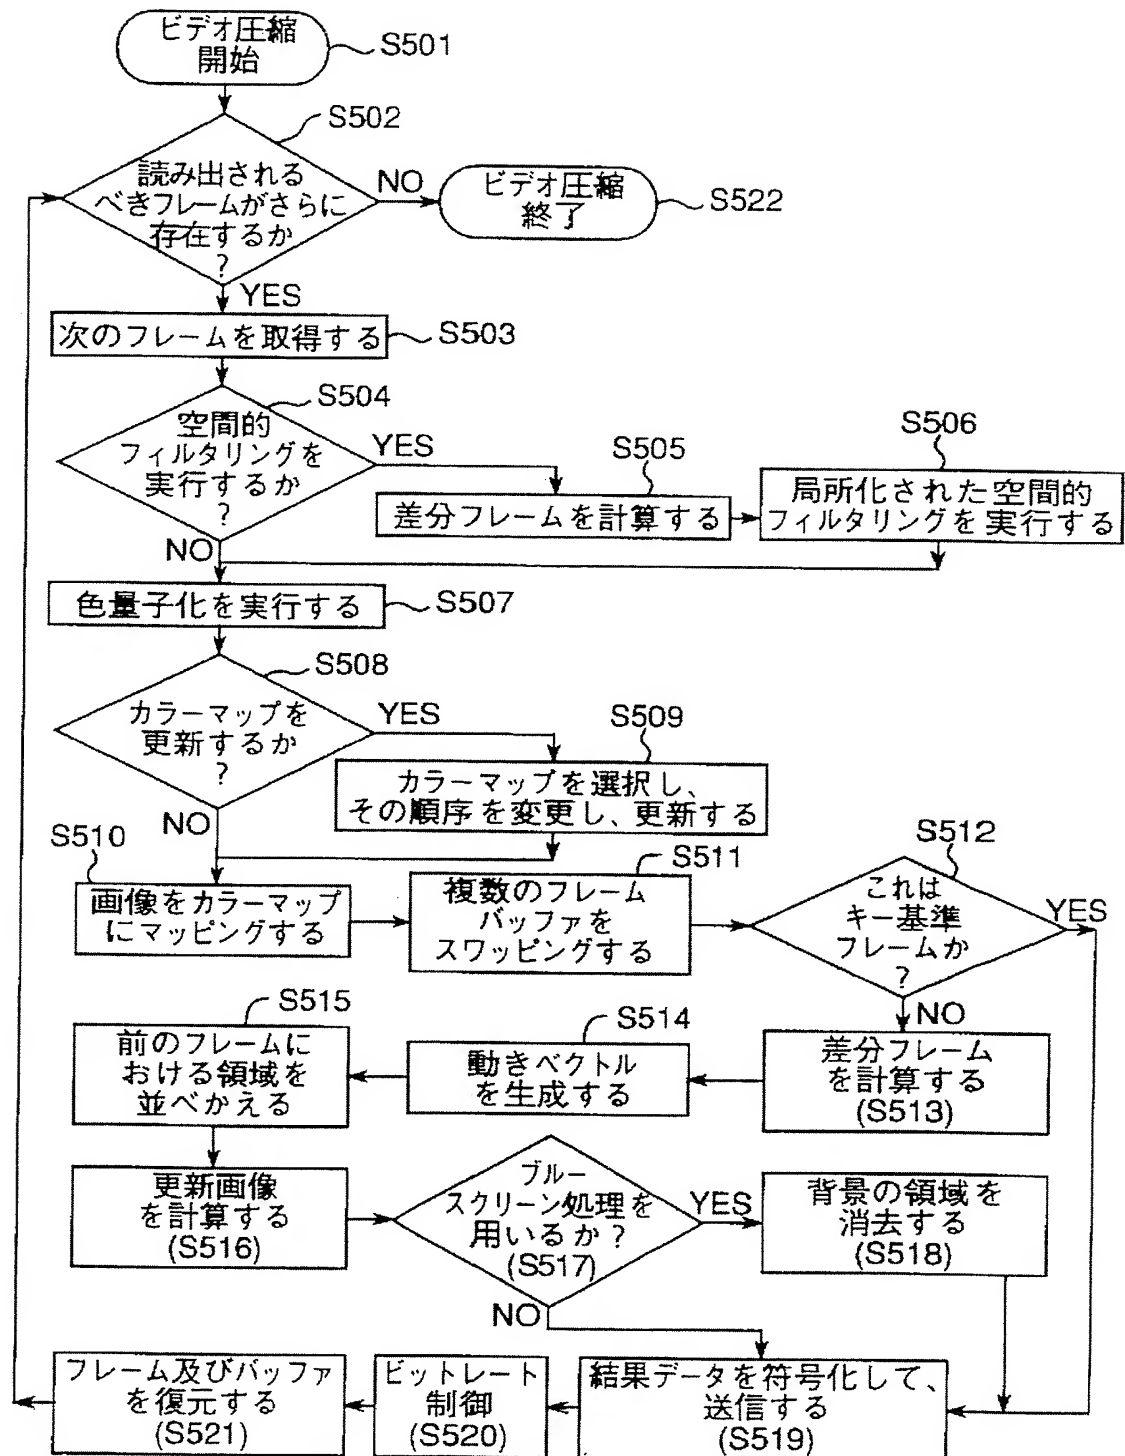 ビデオ圧縮
開始
S501
S502
読み出される
べきフレームがさらに
存在するか
?
NO
ビデオ圧縮
終了
S522
YES
次のフレームを取得する
S503
S504
空間的
フィルタリングを
実行するか
?
YES
NO
S505
差分フレームを計算する
S506
局所化された空間的
フィルタリングを実行する
色量子化を実行する
S507
S508
カラーマップを
更新するか
?
YES
NO
S509
カラーマップを選択し、
その順序を変更し、更新する
S510
画像をカラーマップ
にマッピングする
S511
複数のフレーム
バッファを
スワッピングする
S512
これは
キー基準
フレームか
?
YES
NO
差分フレーム
を計算する
(S513)
S514
動きベクトル
を生成する
S515
前のフレームに
おける領域を
並べかえる
更新画像
を計算する
(S516)
ブルー
スクリーン処理を
用いるか?
(S517)
YES
NO
背景の領域を
消去する
(S518)
結果データを符号化して、
送信する
(S519)
ビットレート
制御
(S520)
フレーム及びバッファ
を復元する
(S521)